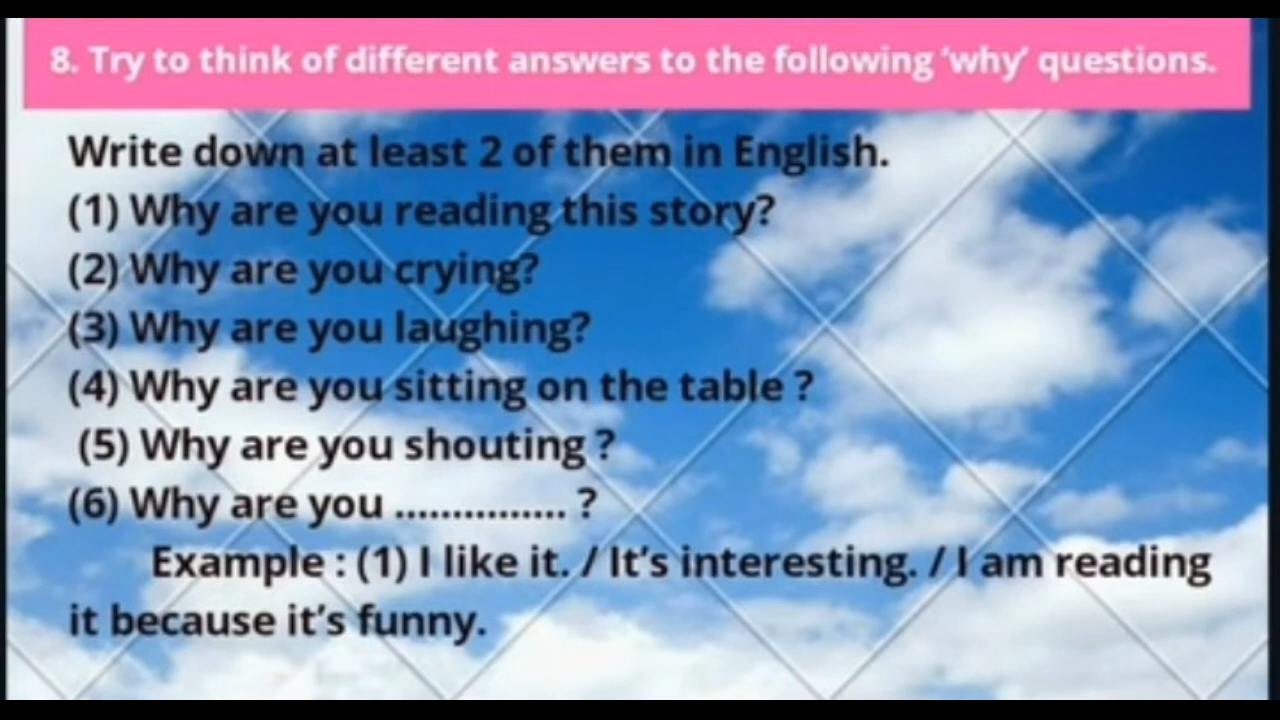 8. Try to think of different answers to the following ‘why’ questions.
Write down at least 2 of them in English.
(1) Why are you reading this story?
(2) Why are you crying?
(3) Why are you laughing?
(4) Why are you sitting on the table ?
(5) Why are you shouting ?
(6) Why are you ............... ?
Example : (1) I like it. / It’s interesting. / I am reading
it because it’s funny.